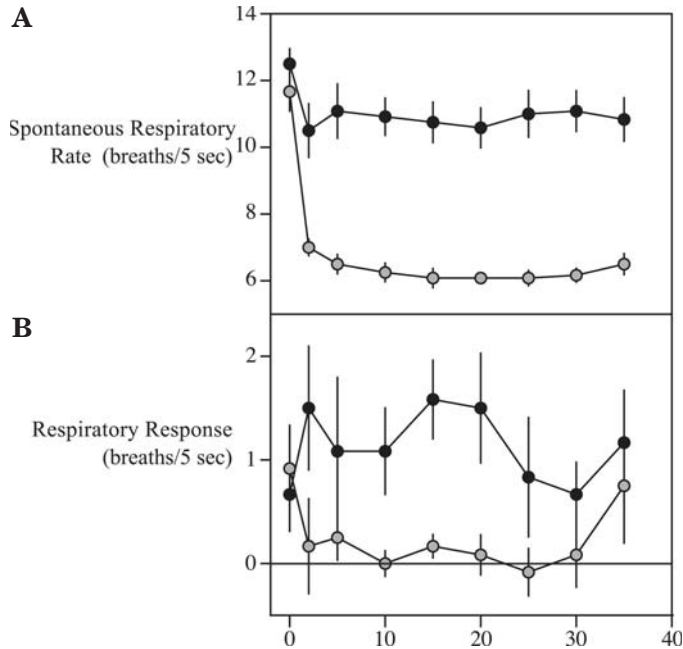 A
14
12
Spontaneous Respiratory
10
Rate (breaths/5 sec)
8
6
B
2
Respiratory Response
(breaths/5 sec)
1
0
0 10 20 30 40